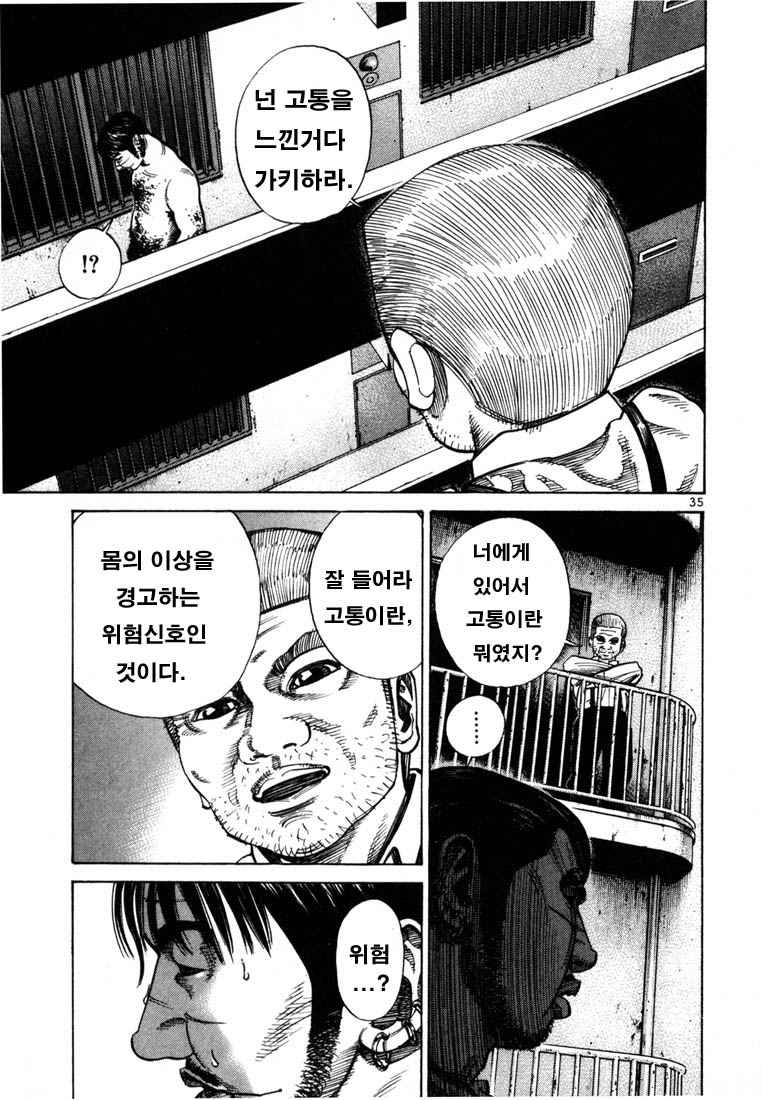 넌 고통을
느낀거다
가키하라.
!?
35
너에게
있어서
고통이란
뭐였지?
……
잘 들어라
고통이란,
몸의 이상을
경고하는
위험신호인
것이다.
위험
…?